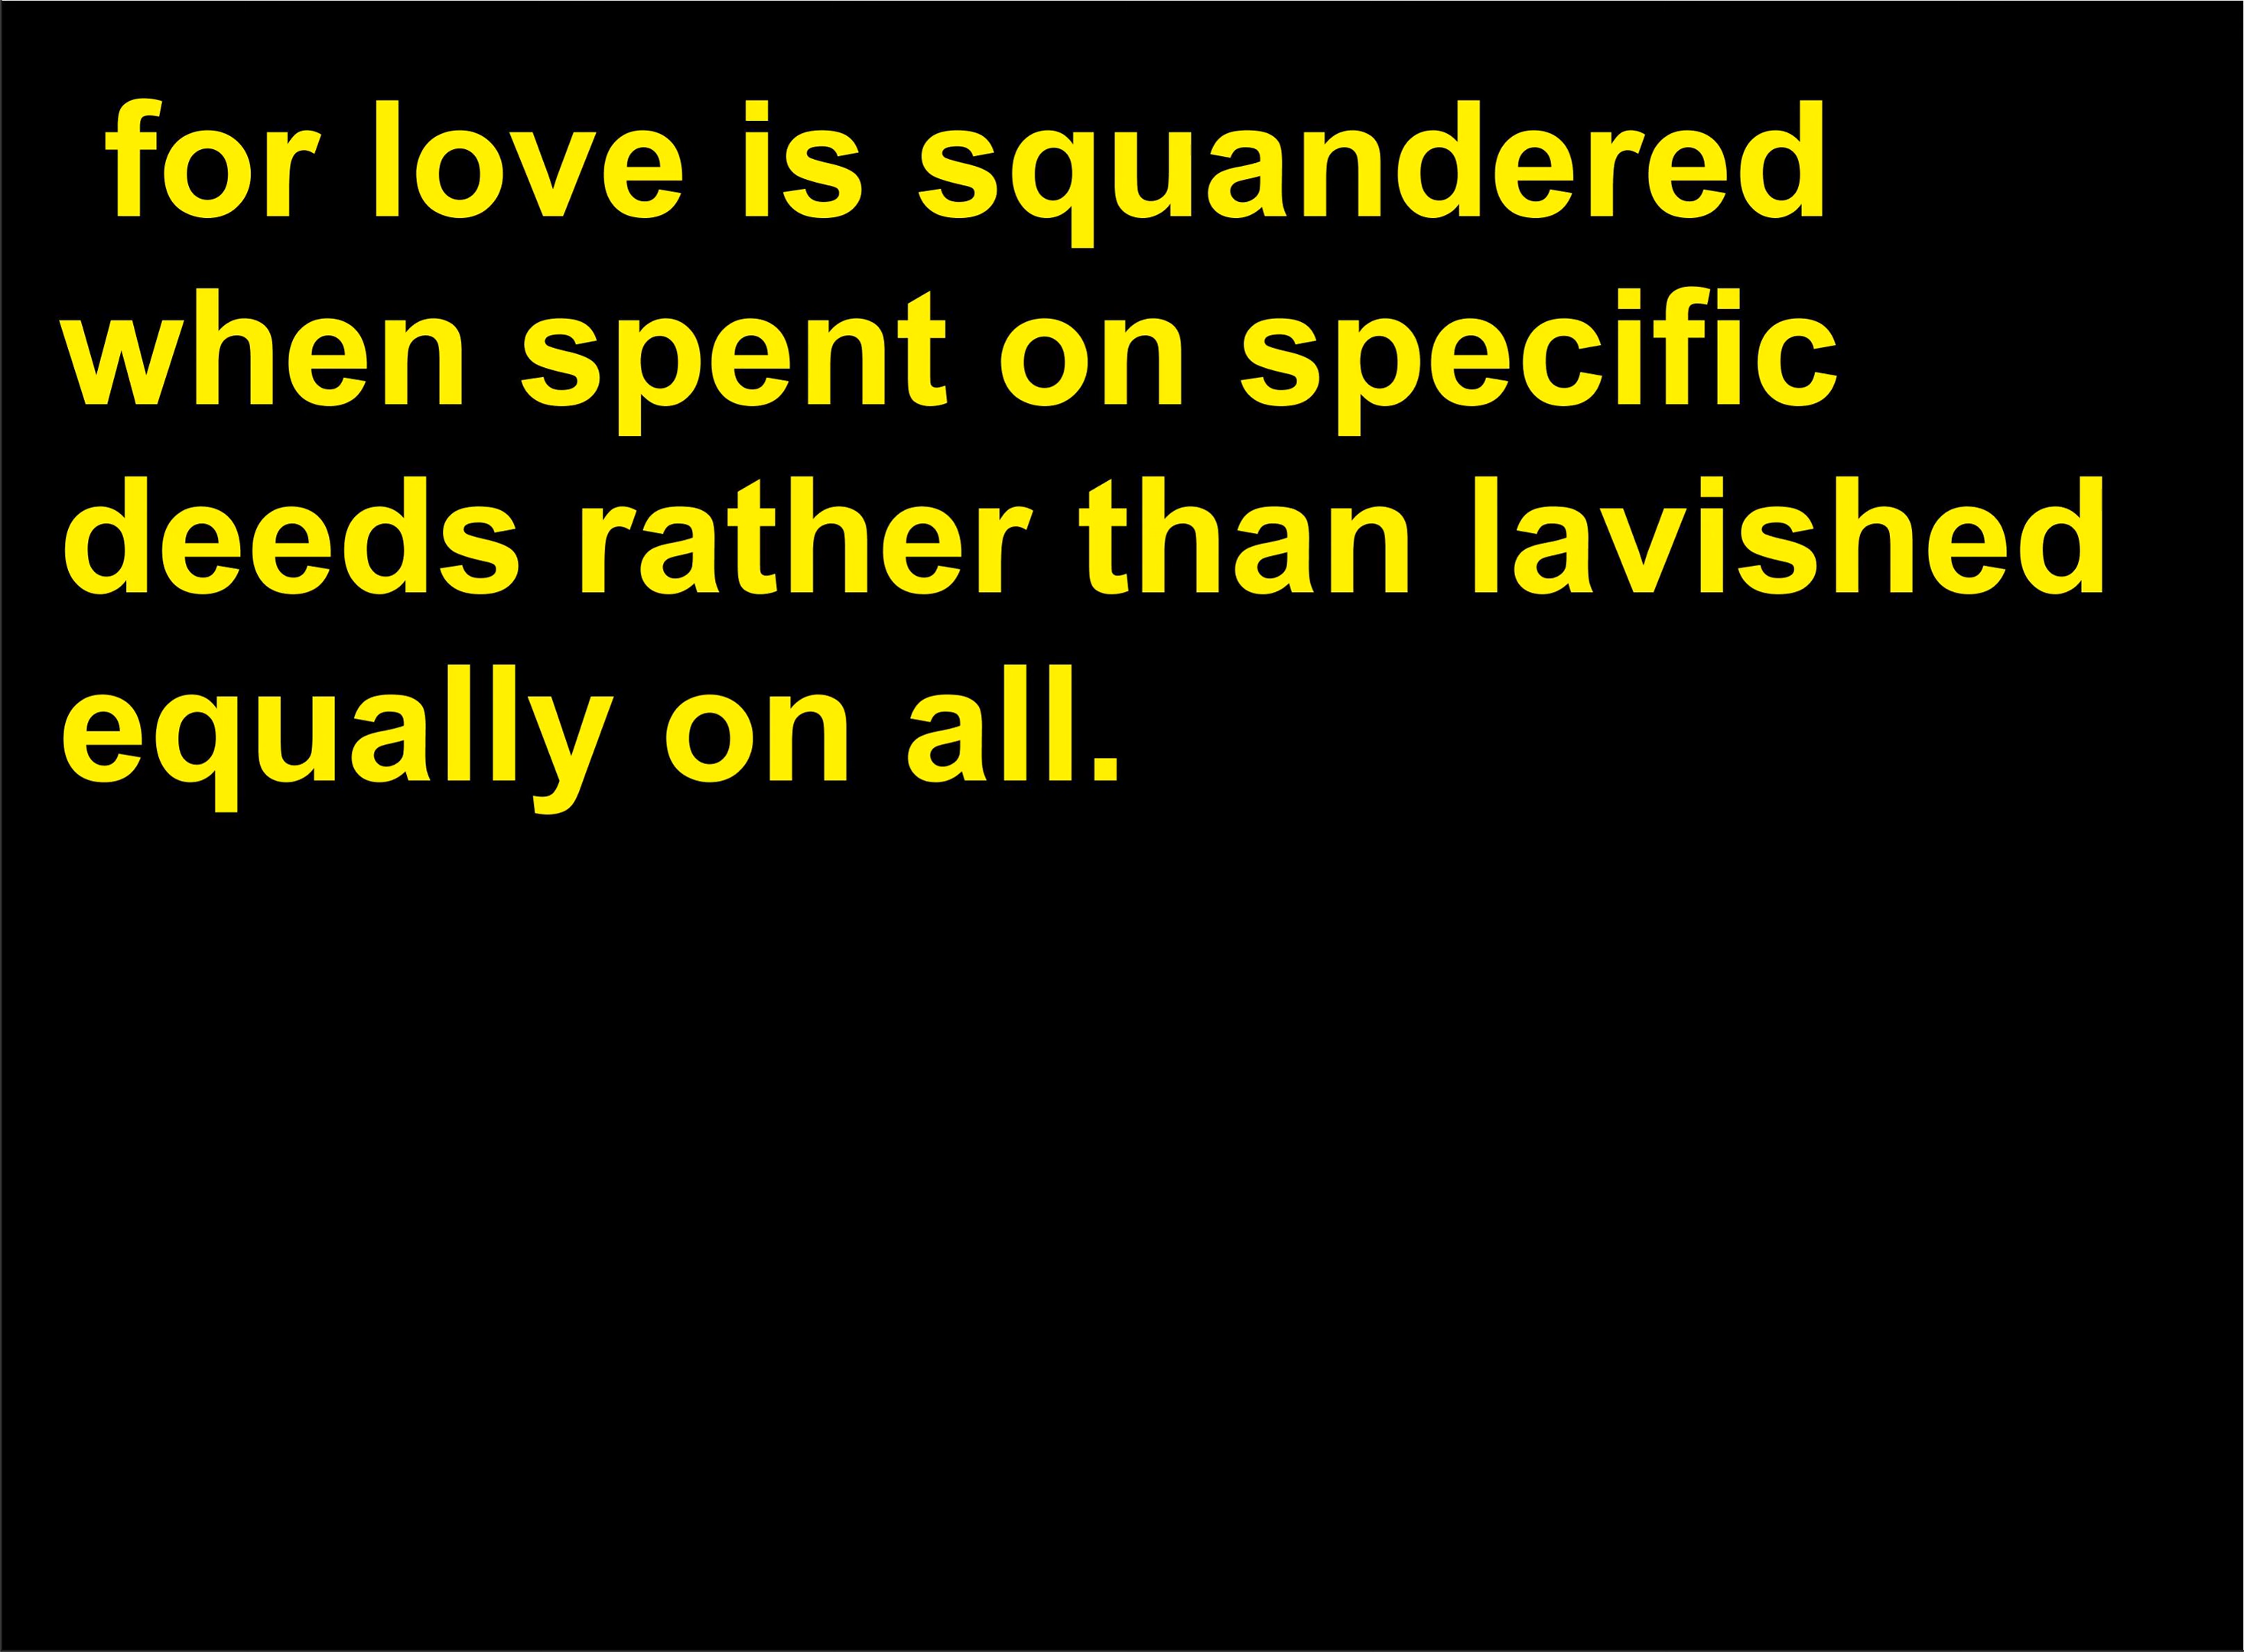 for love is squandered
when spent on specific
deeds rather than lavished
equally on all.